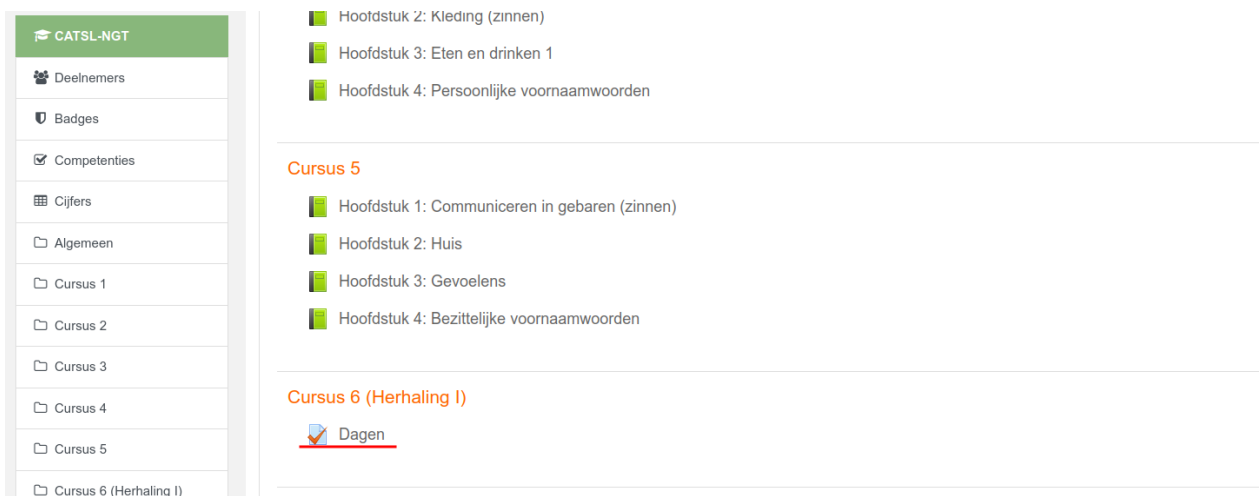 CATSL-NGT
Deelnemers
Badges
Competenties
Cijfers
Algemeen
Cursus 1
Cursus 2
Cursus 3
Cursus 4
Cursus 5
Cursus 6 (Herhaling I)
Hoofdstuk 2: Kleding (zinnen)
Hoofdstuk 3: Eten en drinken 1
Hoofdstuk 4: Persoonlijke voornaamwoorden
Cursus 5
Hoofdstuk 1: Communiceren in gebaren (zinnen)
Hoofdstuk 2: Huis
Hoofdstuk 3: Gevoelens
Hoofdstuk 4: Bezittelijke voornaamwoorden
Cursus 6 (Herhaling I)
Dagen